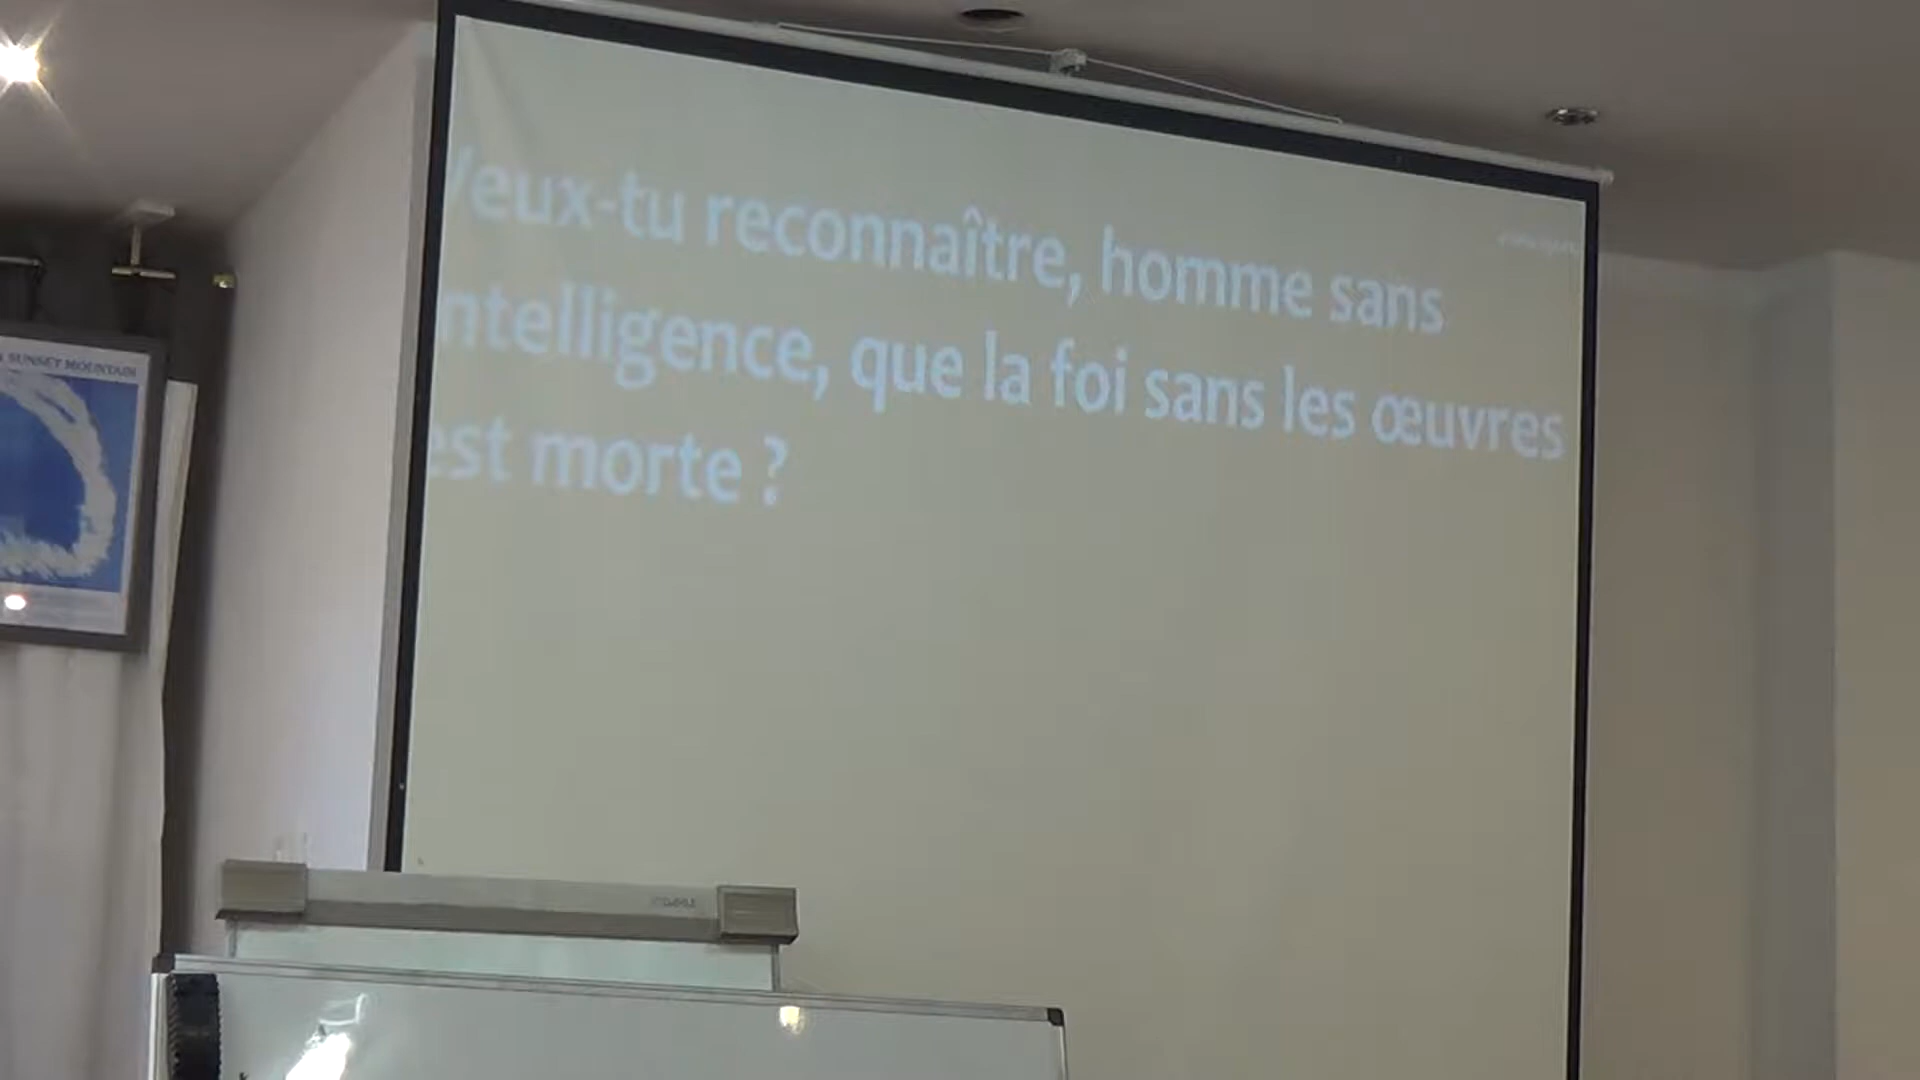 Veux-tu reconnaître, homme sans
intelligence, que la foi sans les œuvres
est morte ?
SUNSET MOUNTAIN